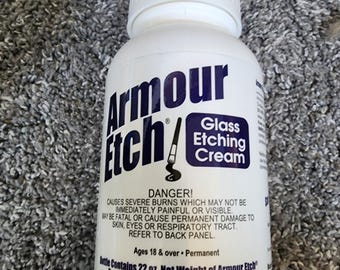 Armour
Etch®
Glass
Etching
Cream
DANGER!
CAUSES SEVERE BURNS WHICH MAY NOT BE
IMMEDIATELY PAINFUL OR VISIBLE.
MAY BE FATAL OR CAUSE PERMANENT DAMAGE TO
SKIN, EYES OR RESPIRATORY TRACT.
REFER TO BACK PANEL.
Ages 18 & over • Permanent
Bottle Contains 22 oz. Net Weight of Armour Etch®